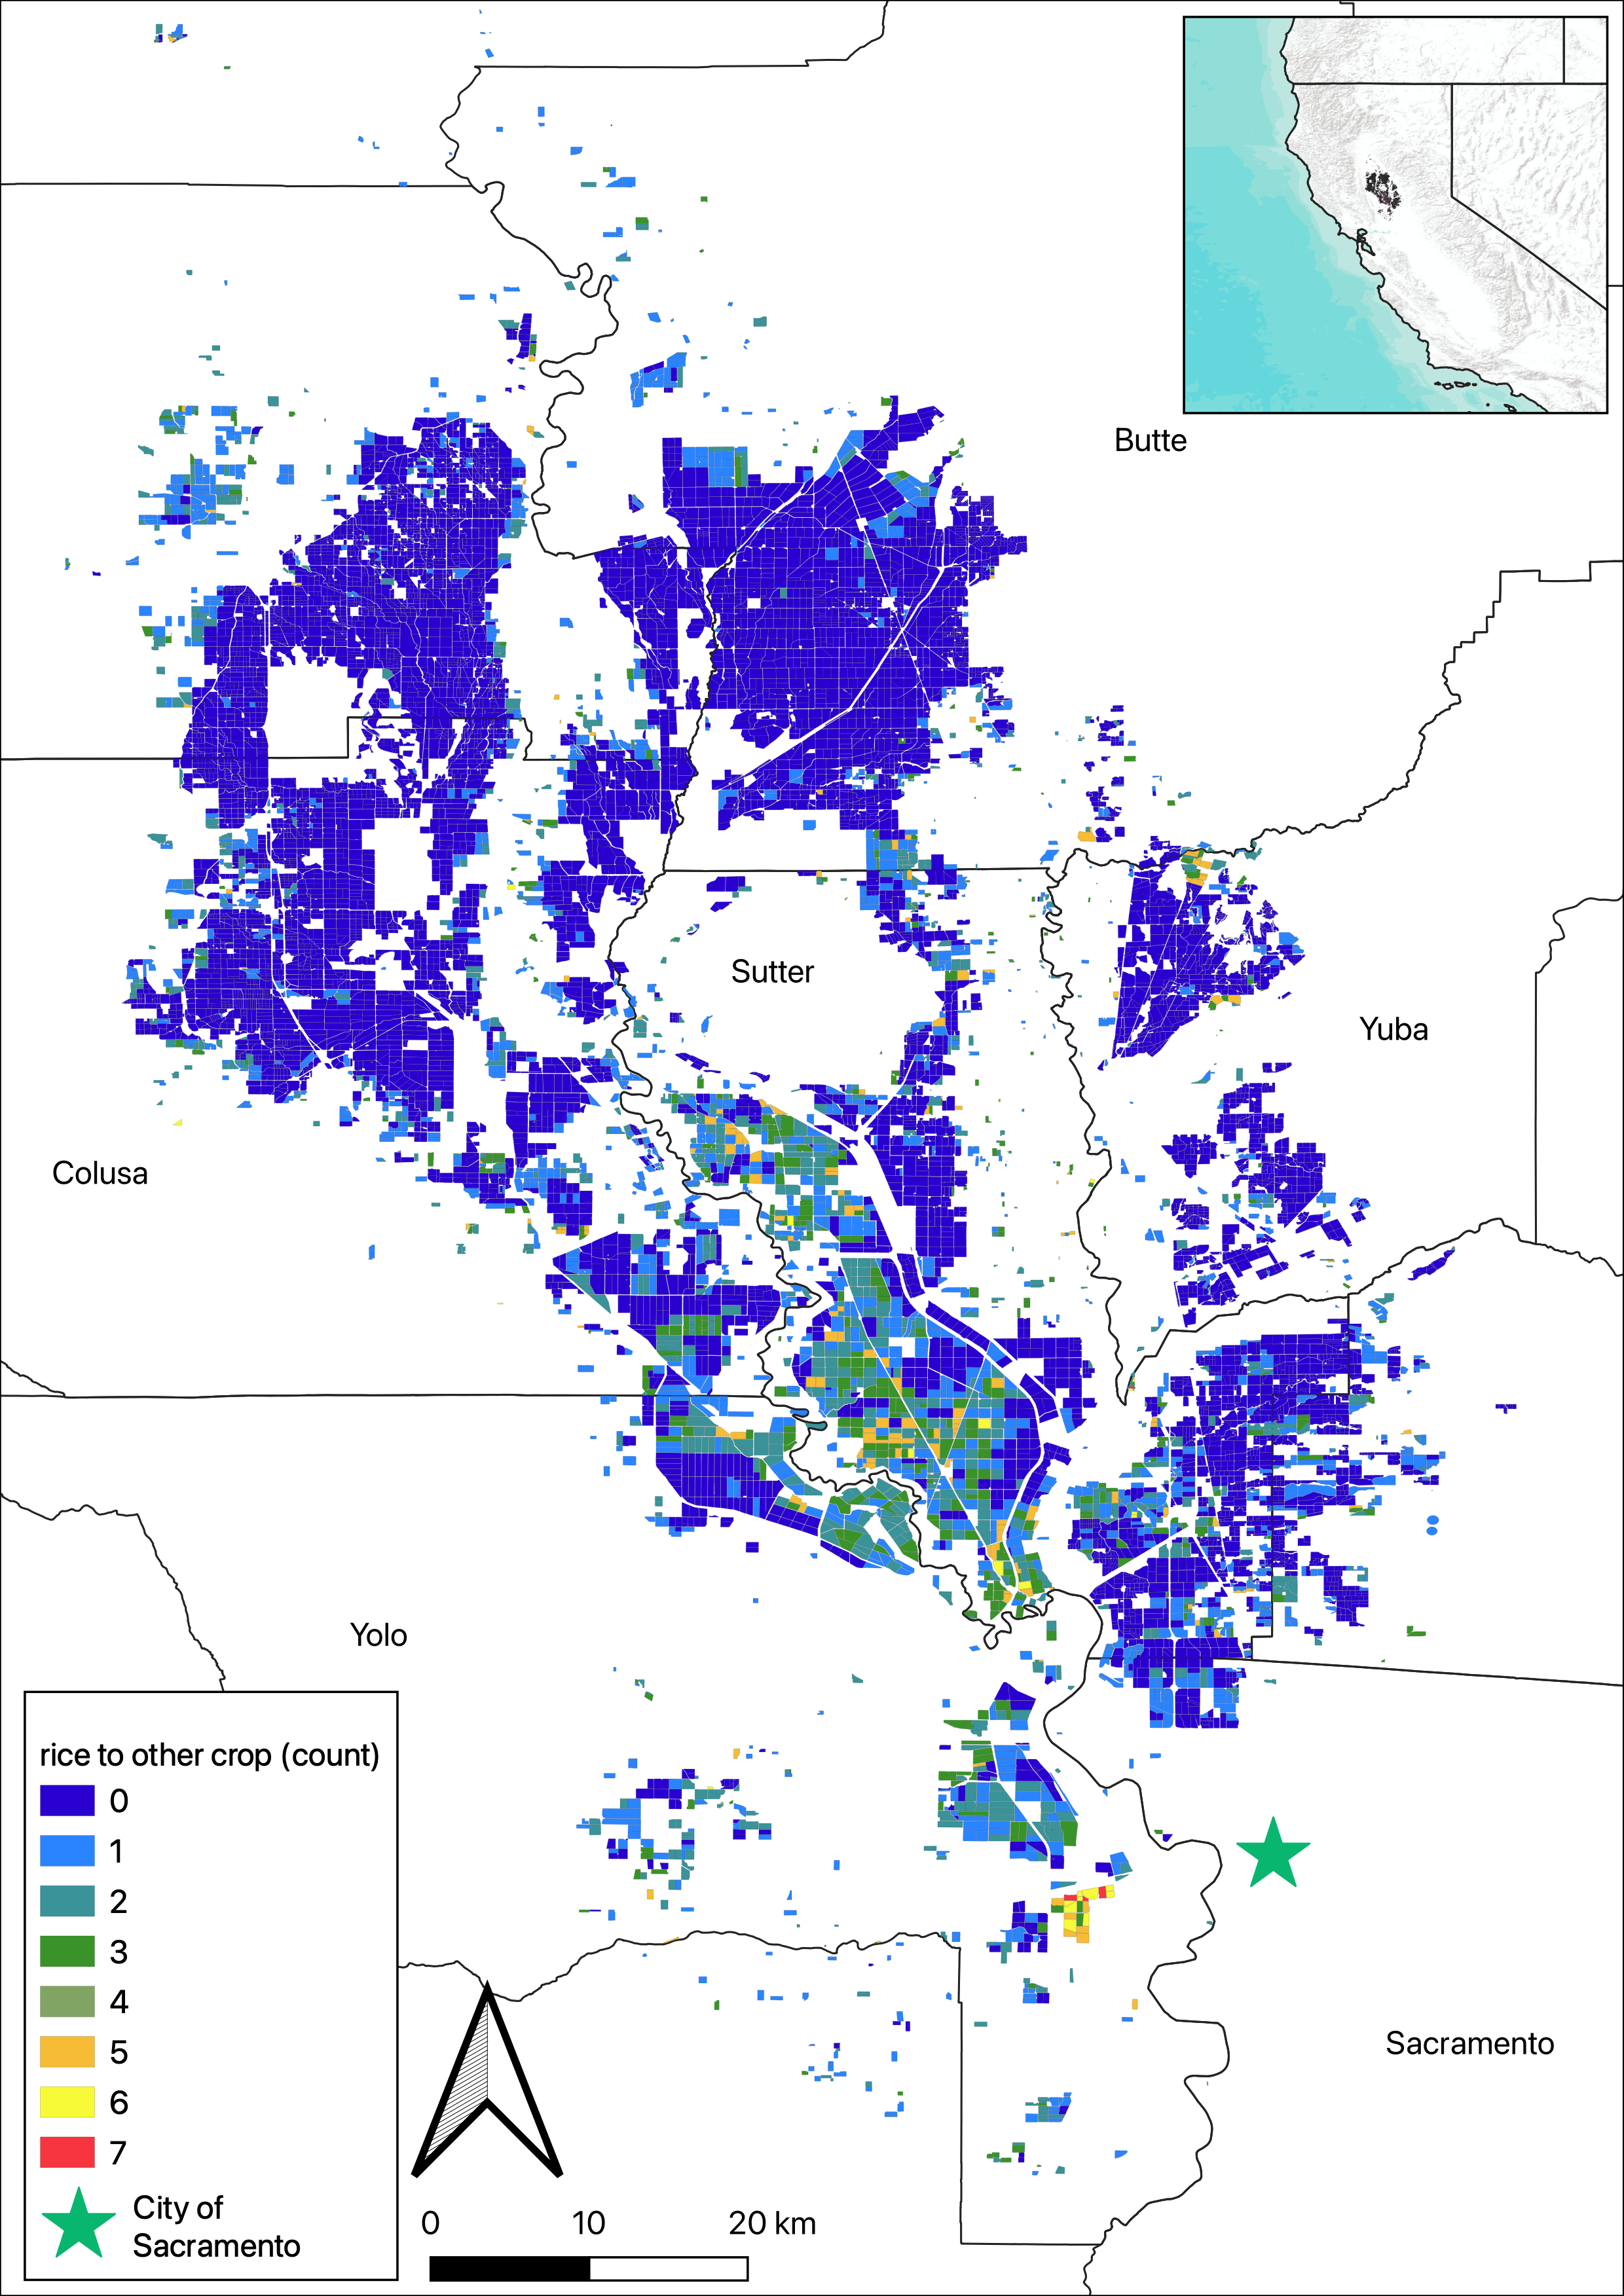 Butte
Sutter
Yuba
Colusa
Yolo
Sacramento
rice to other crop (count)
0
1
2
3
4
5
6
7
City of
Sacramento
0 10 20 km